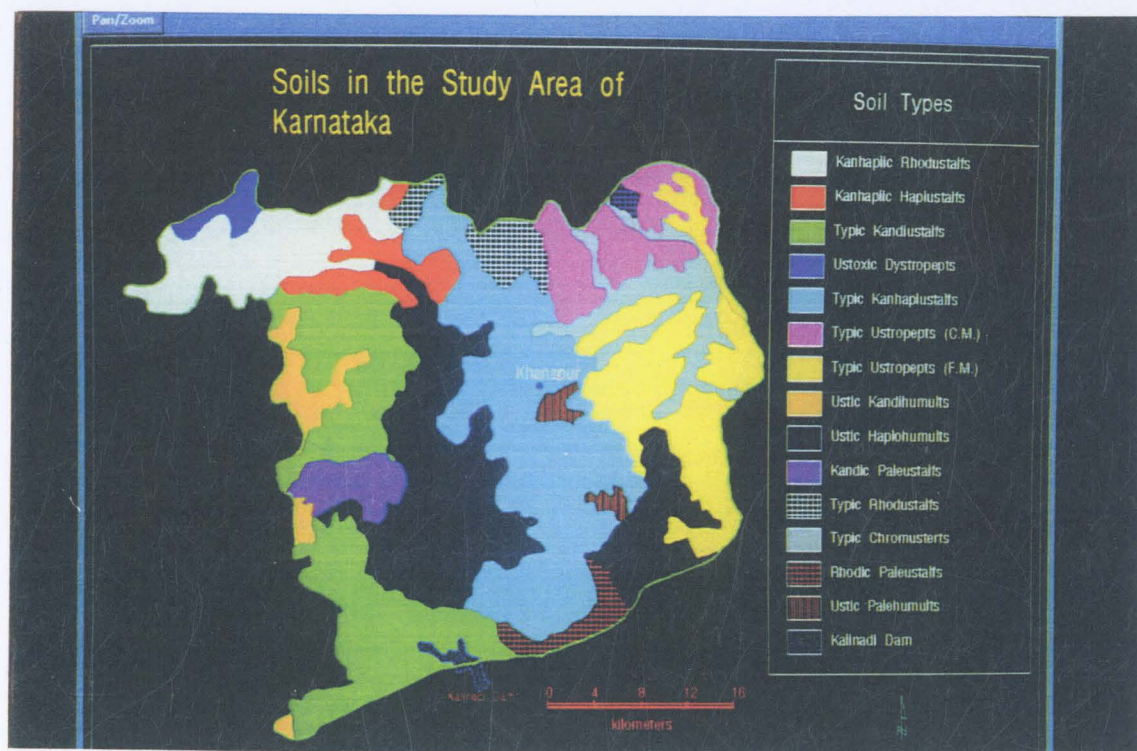 Pan/Zoom
Soils in the Study Area of
Karnataka
Khanapur
Kalinadi Dam
0 4 8 12 16
kilometers
Soil Types
Kanhaplic Rhodustalfs
Kanhaplic Haplustalfs
Typic Kandiustalfs
Ustoxic Dystropepts
Typic Kanhaplustalfs
Typic Ustropepts (C.M.)
Typic Ustropepts (F.M.)
Ustic Kandihumults
Ustic Haplohumults
Kandic Paleustalfs
Typic Rhodustalfs
Typic Chromusterts
Rhodic Paleustalfs
Ustic Palehumults
Kalinadi Dam